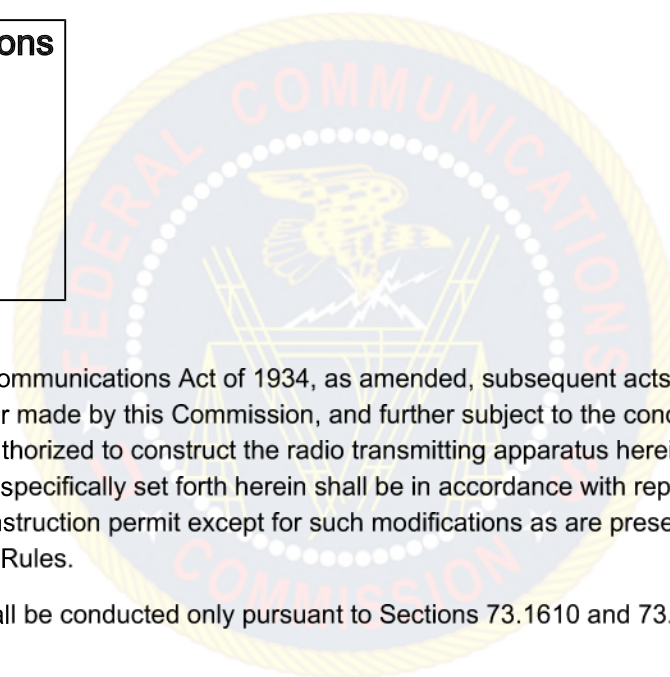 ons
FEDERAL COMMUNICATIONS
ommunications Act of 1934, as amended, subsequent acts
r made by this Commission, and further subject to the cond
thorized to construct the radio transmitting apparatus herei
specifically set forth herein shall be in accordance with rep
nstruction permit except for such modifications as are prese
Rules.
COMMISSION
all be conducted only pursuant to Sections 73.1610 and 73.